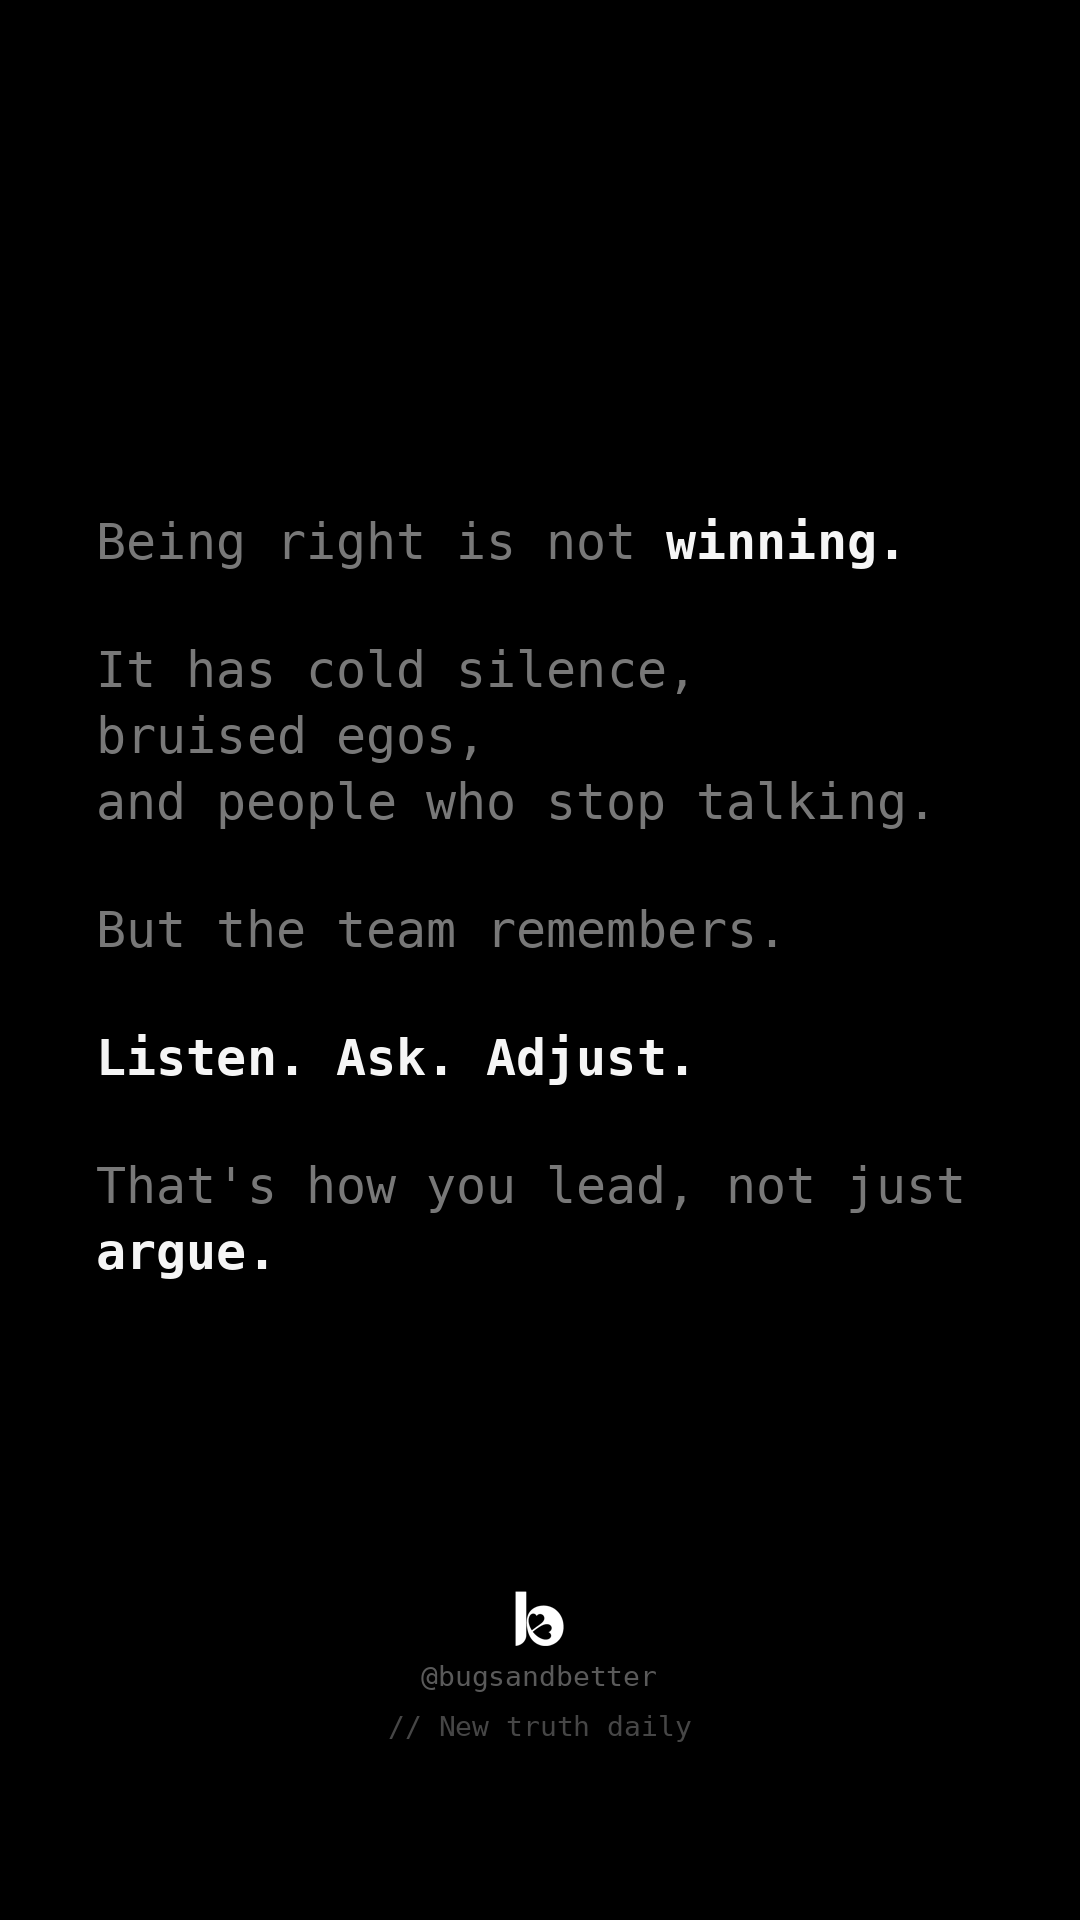 Being right is not winning.
It has cold silence,
bruised egos,
and people who stop talking.
But the team remembers.
Listen. Ask. Adjust.
That's how you lead, not just
argue.
b
@bugsandbetter
// New truth daily